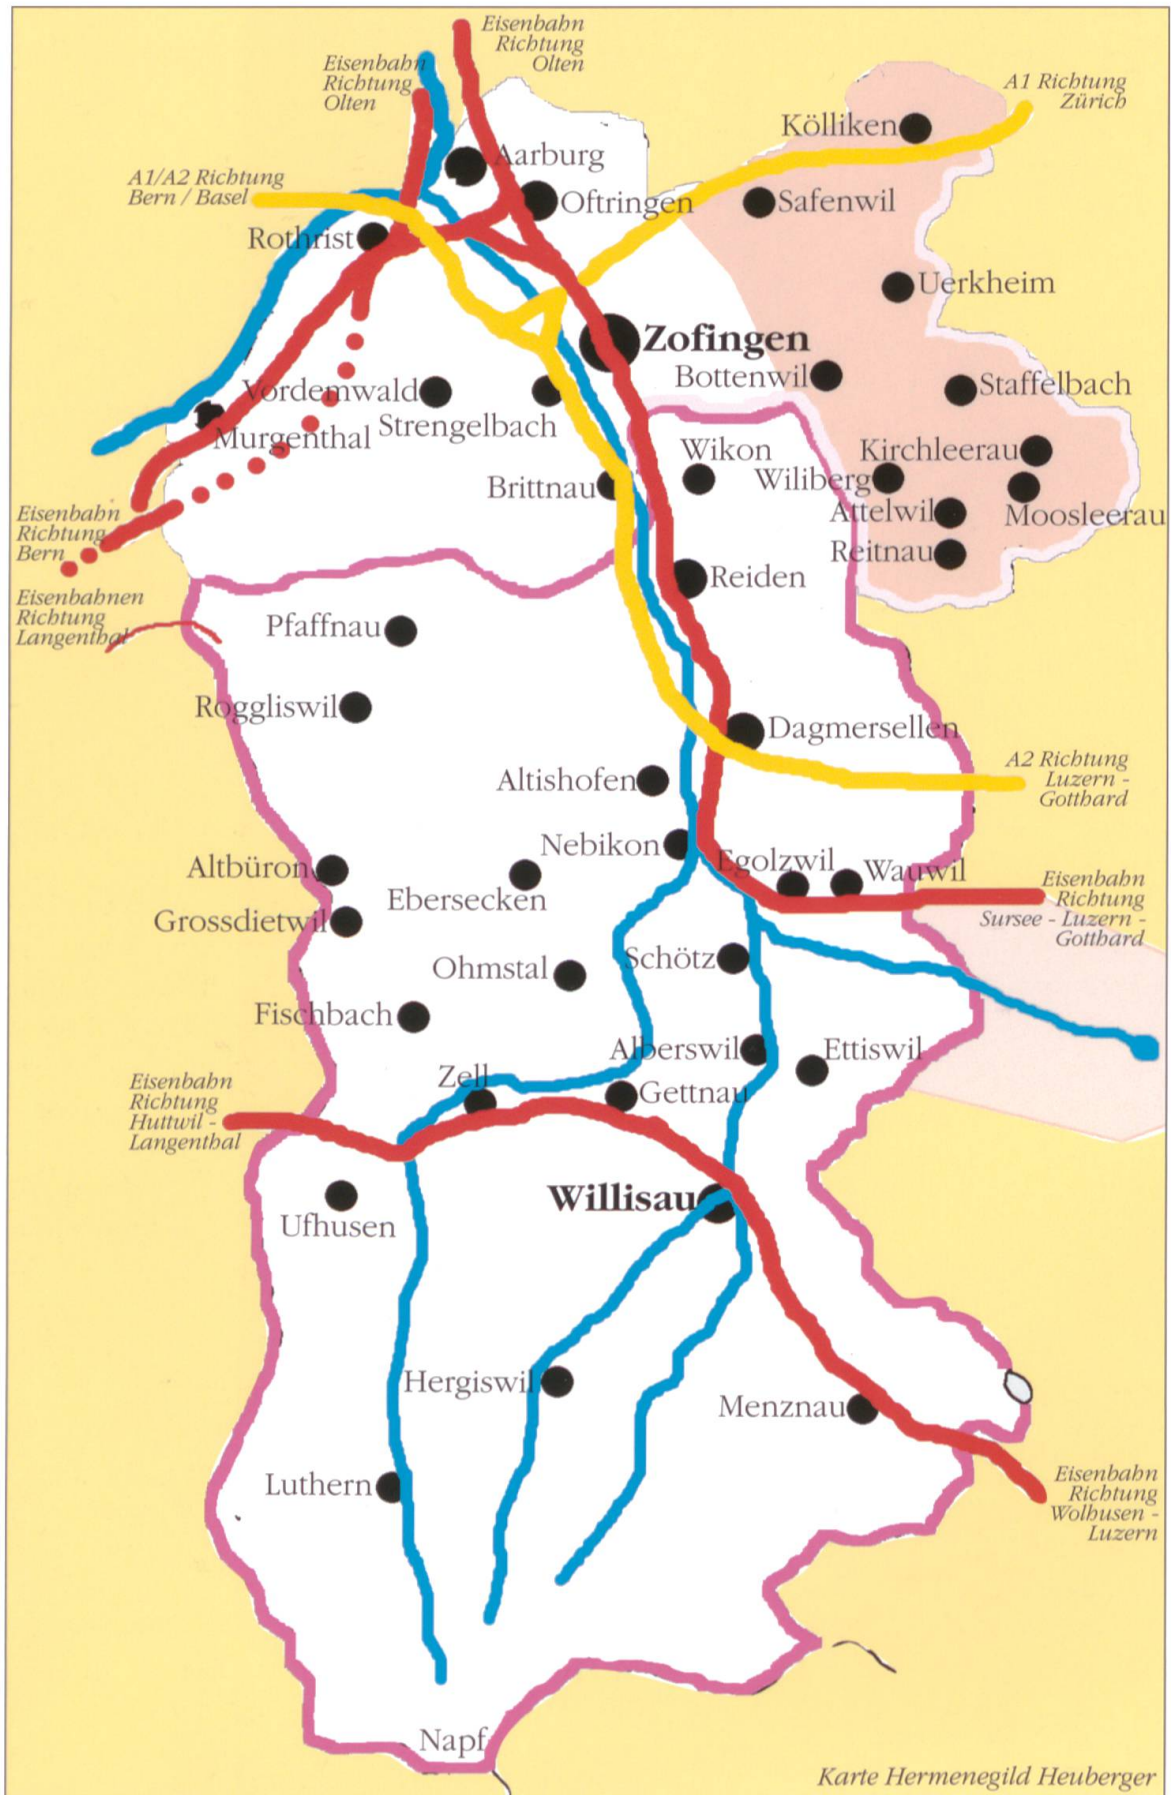 Eisenbahn
Richtung
Olten
Eisenbahn
Richtung
Olten
A1 Richtung
Zürich
Kölliken
Aarburg
A1/A2 Richtung
Bern / Basel
Oftringen
Safenwil
Rothrist
Uerkheim
Zofingen
Bottenwil
Staffelbach
Vordemwald
Strengelbach
Murgenthal
Wikon
Kirchleerau
Wiliberg
Brittnau
Attelwil
Moosleerau
Eisenbahn
Richtung
Bern
Reitnau
Reiden
Eisenbahnen
Richtung
Langenthal
Pfaffnau
Roggliswil
Dagmersellen
A2 Richtung
Luzern -
Gotthard
Altishofen
Nebikon
Egolzwil
Wauwil
Altbüron
Ebersecken
Eisenbahn
Richtung
Sursee - Luzern -
Gotthard
Grossdietwil
Ohmstal
Schötz
Fischbach
Alberswil
Ettiswil
Zell
Gettnau
Eisenbahn
Richtung
Huttwil -
Langenthal
Willisau
Ufhusen
Hergiswil
Menznau
Luthern
Eisenbahn
Richtung
Wolhusen -
Luzern
Napf
Karte Hermenegild Heuberger